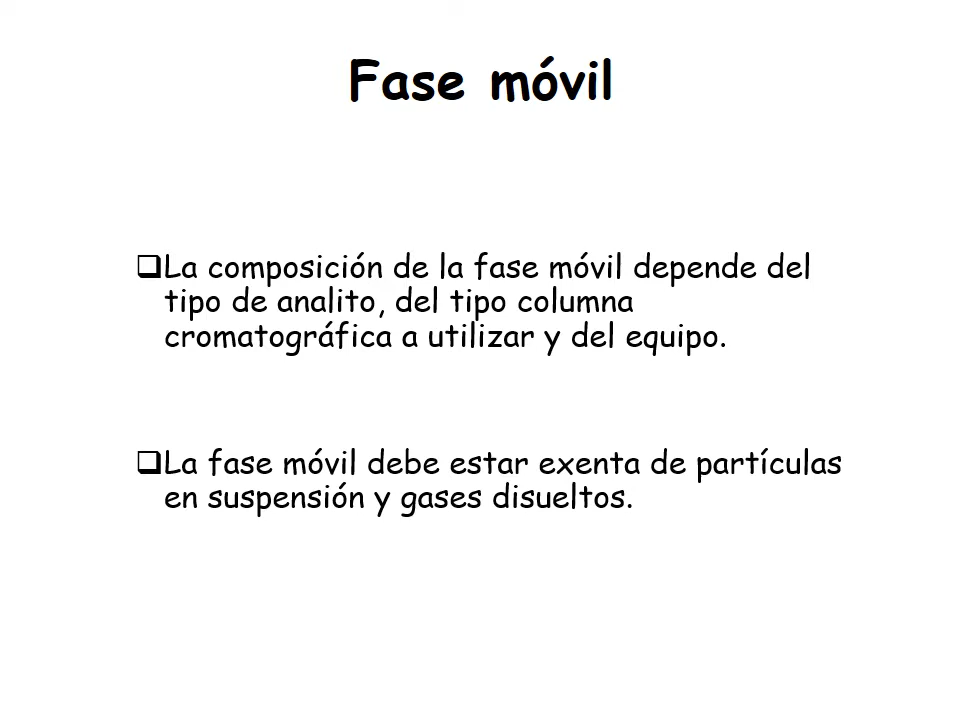 Fase móvil
❑La composición de la fase móvil depende del
tipo de analito, del tipo columna
cromatográfica a utilizar y del equipo.
❑La fase móvil debe estar exenta de partículas
en suspensión y gases disueltos.